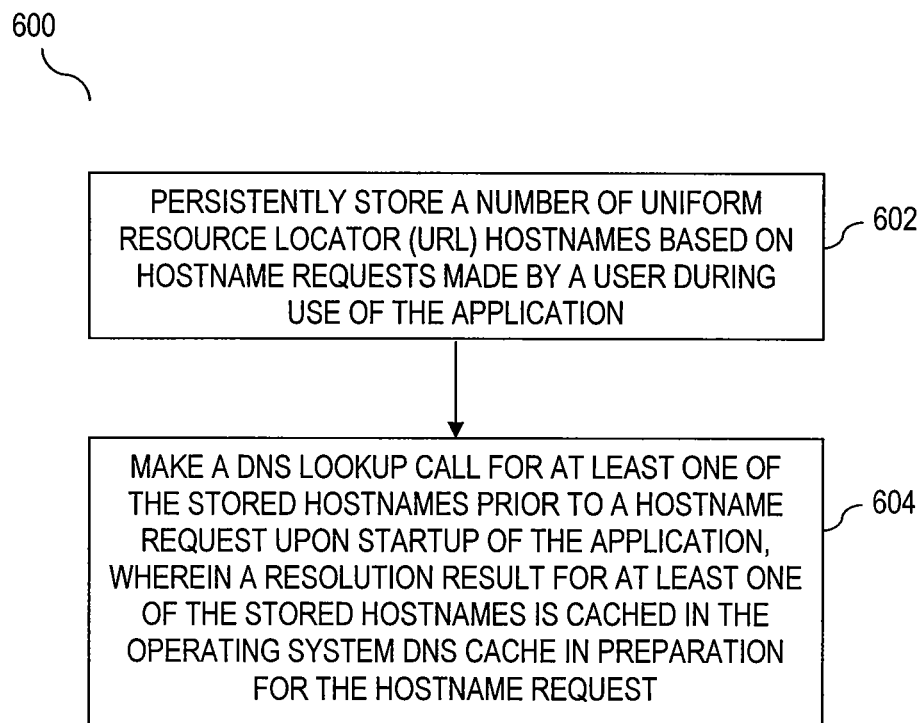 600
PERSISTENTLY STORE A NUMBER OF UNIFORM
RESOURCE LOCATOR (URL) HOSTNAMES BASED ON
HOSTNAME REQUESTS MADE BY A USER DURING
USE OF THE APPLICATION
602
MAKE A DNS LOOKUP CALL FOR AT LEAST ONE OF
THE STORED HOSTNAMES PRIOR TO A HOSTNAME
REQUEST UPON STARTUP OF THE APPLICATION,
WHEREIN A RESOLUTION RESULT FOR AT LEAST ONE
OF THE STORED HOSTNAMES IS CACHED IN THE
OPERATING SYSTEM DNS CACHE IN PREPARATION
FOR THE HOSTNAME REQUEST
604